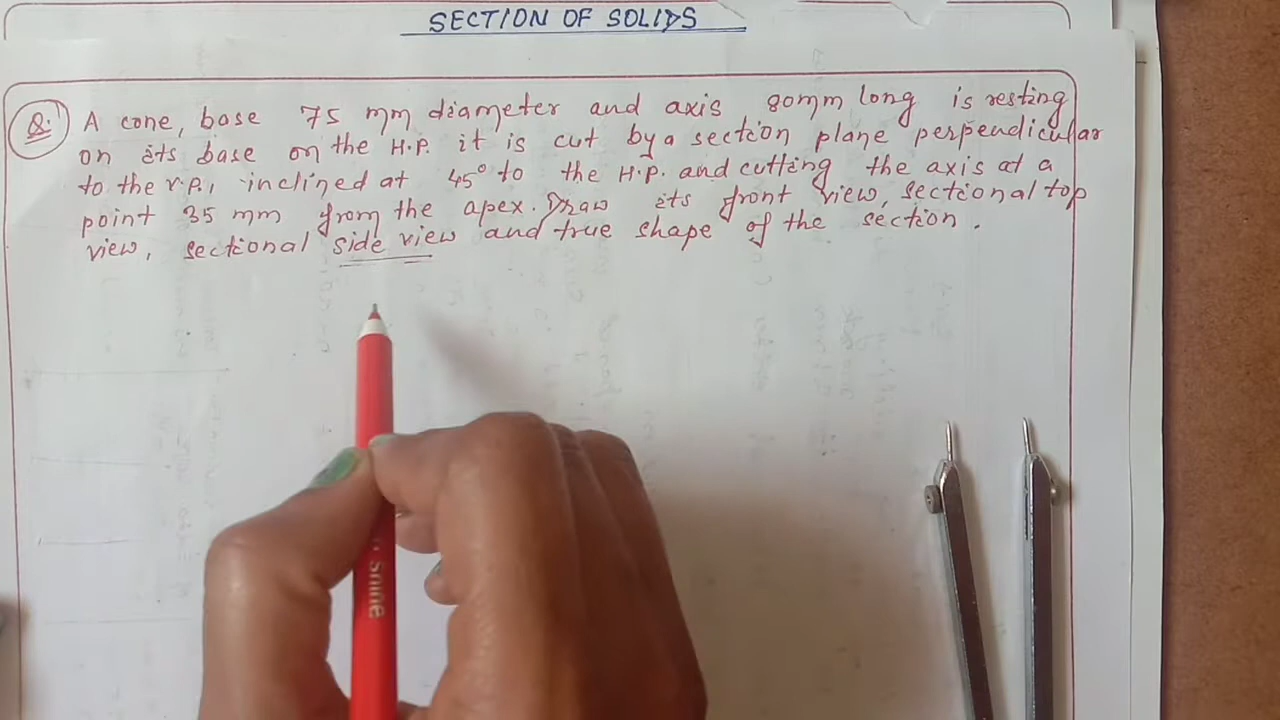 SECTION OF SOLIDS
Q.1 A cone, base 75 mm diameter and axis 80mm long is resting
on its base on the H.P. it is cut by a section plane perpendicular
to the V.P., inclined at 45° to the H.P. and cutting the axis at a
point 35 mm from the apex. Draw its front view, sectional top
view, sectional side view and true shape of the section.